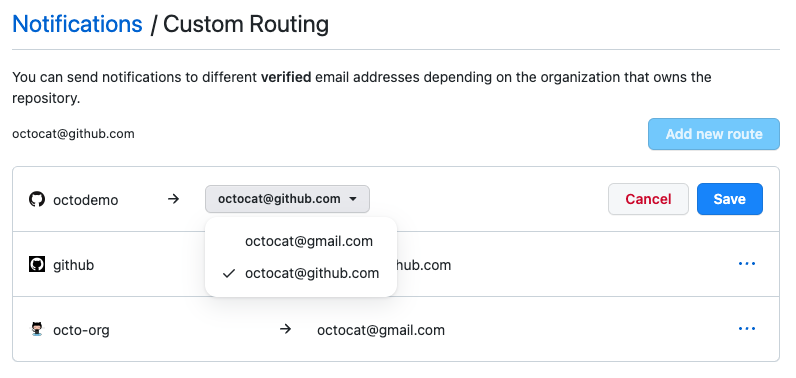 Notifications / Custom Routing
You can send notifications to different verified email addresses depending on the organization that owns the
repository.
octocat@github.com
Add new route
octodemo → octocat@github.com Cancel Save
octocat@gmail.com
github hub.com ...
✓ octocat@github.com
octo-org → octocat@gmail.com ...